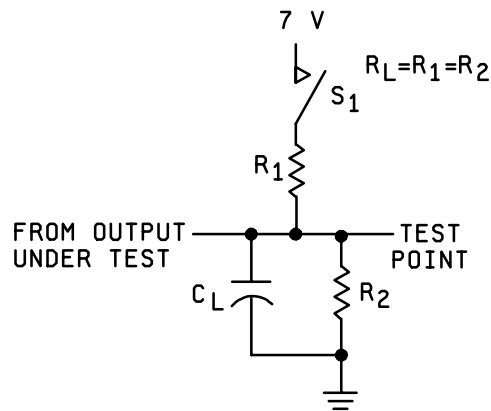 7 V
RL=R1=R2
S1
R1
FROM OUTPUT
UNDER TEST
TEST
POINT
CL
R2